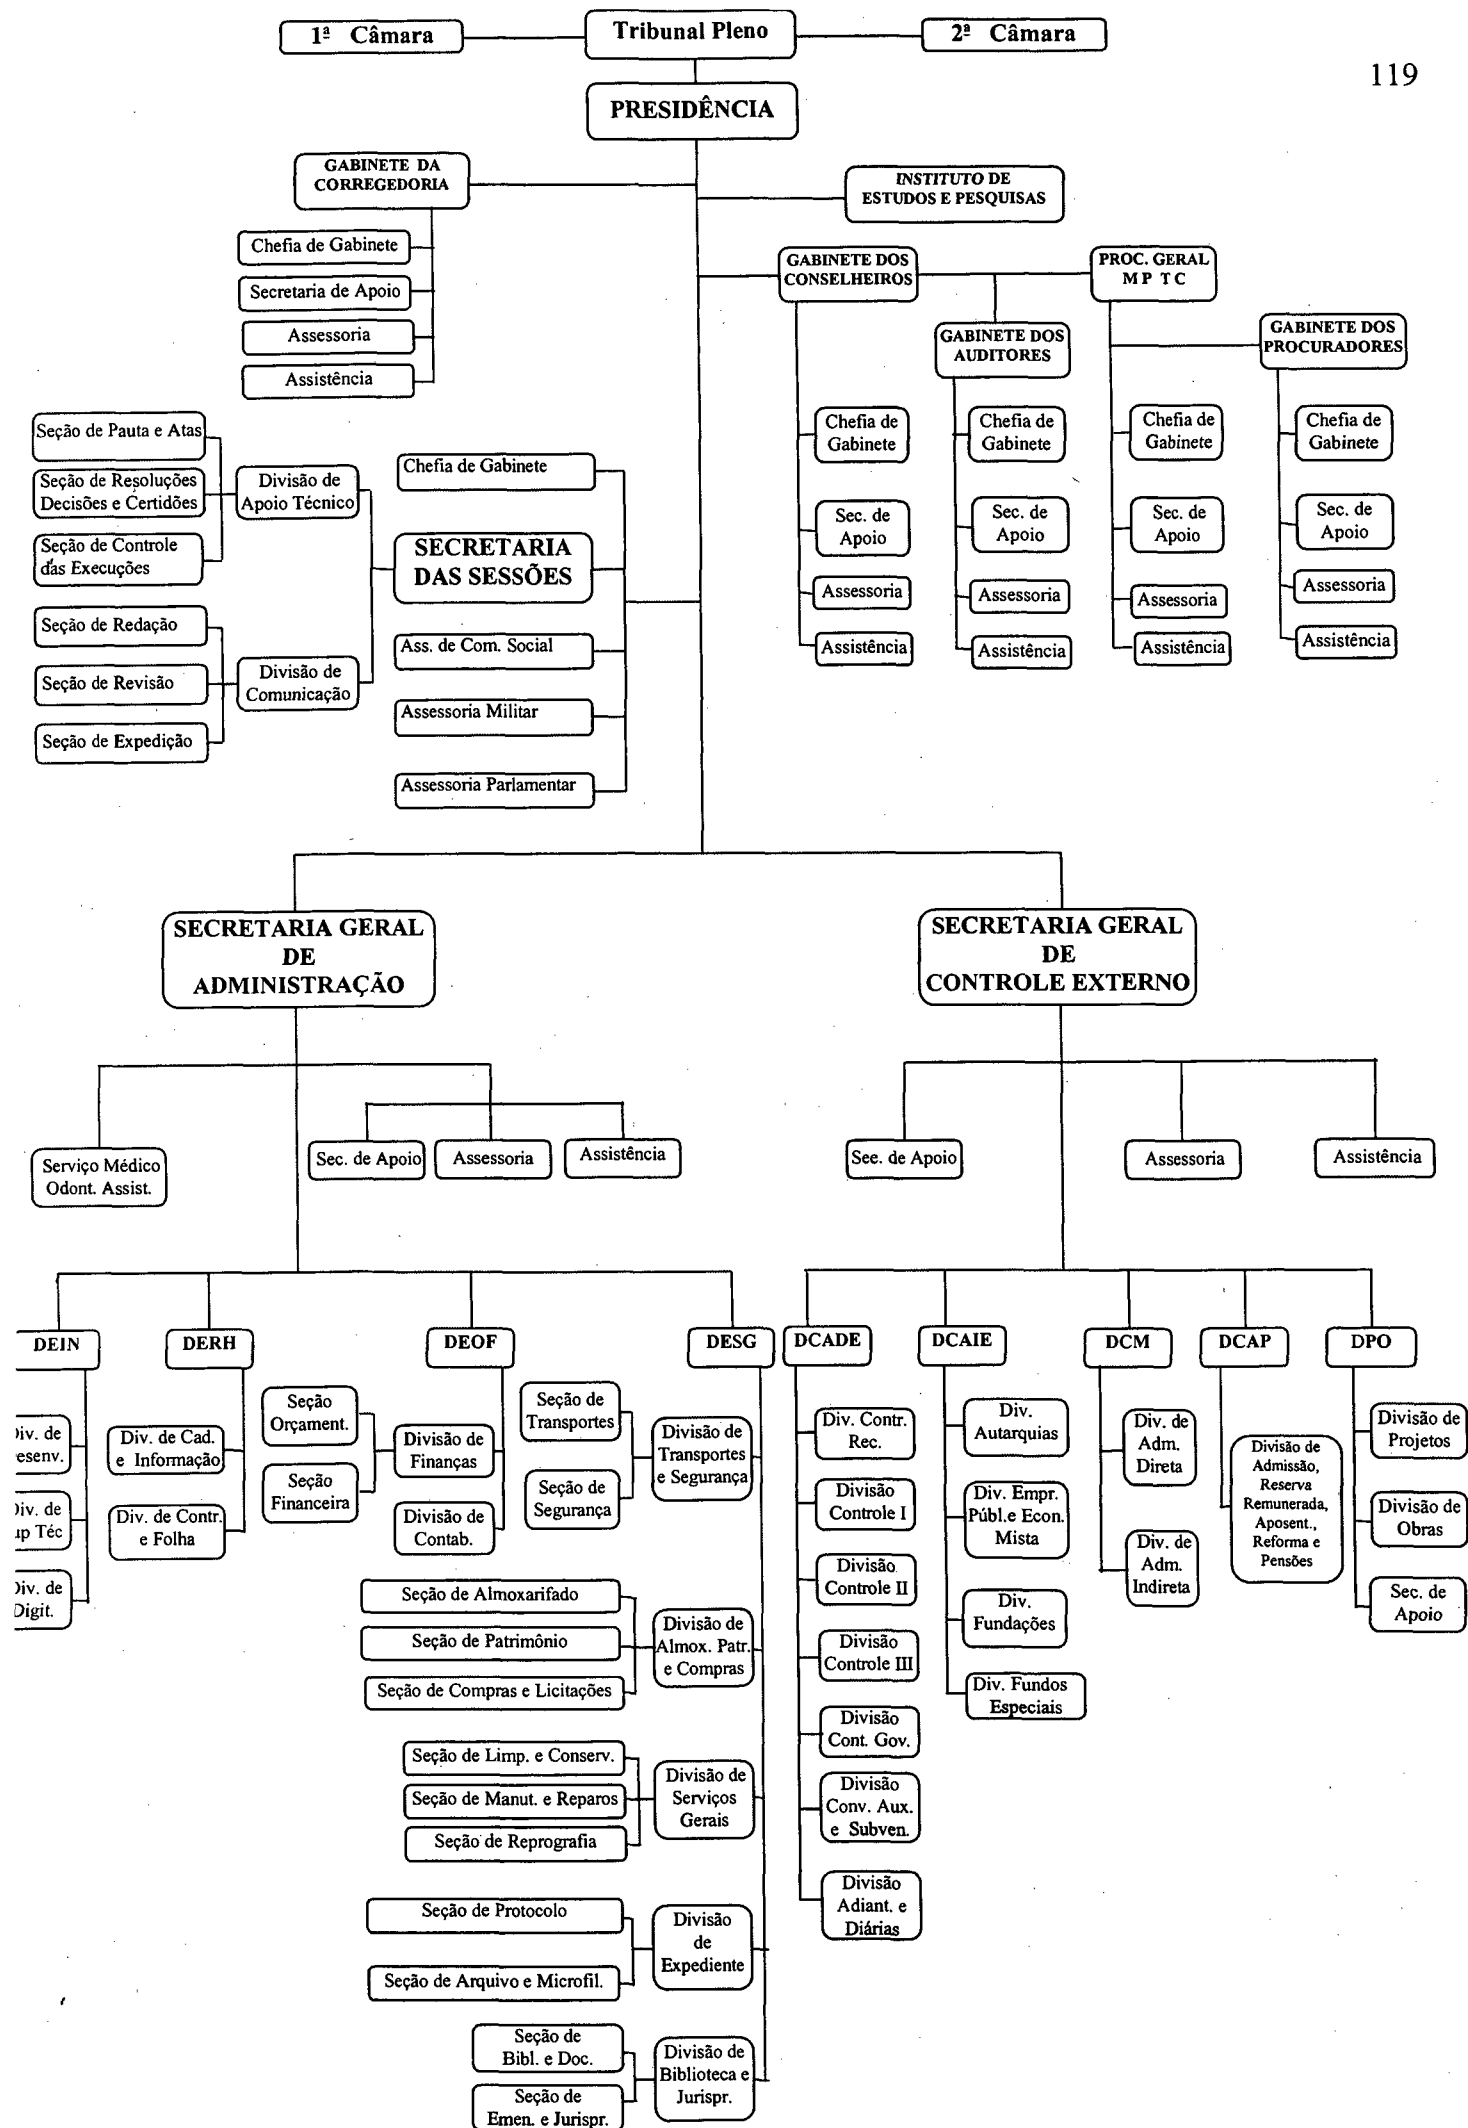 1ª Câmara
Tribunal Pleno
2ª Câmara
119
PRESIDÊNCIA
GABINETE DA
CORREGEDORIA
INSTITUTO DE
ESTUDOS E PESQUISAS
Chefia de Gabinete
Secretaria de Apoio
Assessoria
Assistência
GABINETE DOS
CONSELHEIROS
PROC. GERAL
M P T C
GABINETE DOS
AUDITORES
GABINETE DOS
PROCURADORES
Chefia de
Gabinete
Sec. de
Apoio
Assessoria
Assistência
Chefia de
Gabinete
Sec. de
Apoio
Assessoria
Assistência
Chefia de
Gabinete
Sec. de
Apoio
Assessoria
Assistência
Chefia de
Gabinete
Sec. de
Apoio
Assessoria
Assistência
Seção de Pauta e Atas
Seção de Resoluções
Decisões e Certidões
Seção de Controle
das Execuções
Divisão de
Apoio Técnico
Seção de Redação
Seção de Revisão
Seção de Expedição
Divisão de
Comunicação
Chefia de Gabinete
SECRETARIA
DAS SESSÕES
Ass. de Com. Social
Assessoria Militar
Assessoria Parlamentar
SECRETARIA GERAL
DE
ADMINISTRAÇÃO
SECRETARIA GERAL
DE
CONTROLE EXTERNO
Serviço Médico
Odont. Assist.
Sec. de Apoio
Assessoria
Assistência
See. de Apoio
Assessoria
Assistência
DEIN
Div. de
esenv.
Div. de
up Téc
Div. de
Digit.
DERH
Div. de Cad.
e Informação
Div. de Contr.
e Folha
DEOF
Seção
Orçament.
Seção
Financeira
Divisão de
Finanças
Divisão de
Contab.
DESG
Seção de
Transportes
Seção de
Segurança
Divisão de
Transportes
e Segurança
Seção de Almoxarifado
Seção de Patrimônio
Seção de Compras e Licitações
Divisão de
Almox. Patr.
e Compras
Seção de Limp. e Conserv.
Seção de Manut. e Reparos
Seção de Reprografia
Divisão de
Serviços
Gerais
Seção de Protocolo
Seção de Arquivo e Microfil.
Divisão
de
Expediente
Seção de
Bibl. e Doc.
Seção de
Emen. e Jurispr.
Divisão de
Biblioteca e
Jurispr.
DCADE
Div. Contr.
Rec.
Divisão
Controle I
Divisão
Controle II
Divisão
Controle III
Divisão
Cont. Gov.
Divisão
Conv. Aux.
e Subven.
Divisão
Adiant. e
Diárias
DCAIE
Div.
Autarquias
Div. Empr.
Públ.e Econ.
Mista
Div.
Fundações
Div. Fundos
Especiais
DCM
Div. de
Adm.
Direta
Div. de
Adm.
Indireta
DCAP
Divisão de
Admissão,
Reserva
Remunerada,
Aposent.,
Reforma e
Pensões
DPO
Divisão de
Projetos
Divisão de
Obras
Sec. de
Apoio